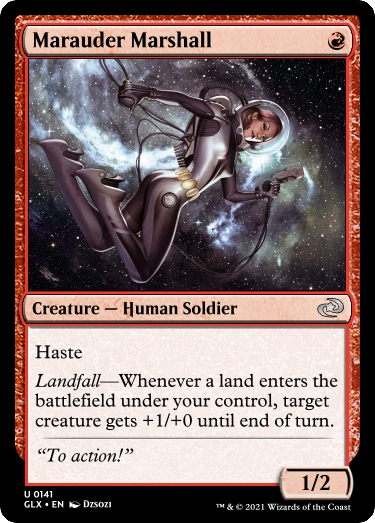 Marauder Marshall
Creature — Human Soldier
Haste
Landfall—Whenever a land enters the
battlefield under your control, target
creature gets +1/+0 until end of turn.
“To action!”
1/2
U 0141
GLX • EN Dzsozi
™ & © 2021 Wizards of the Coast